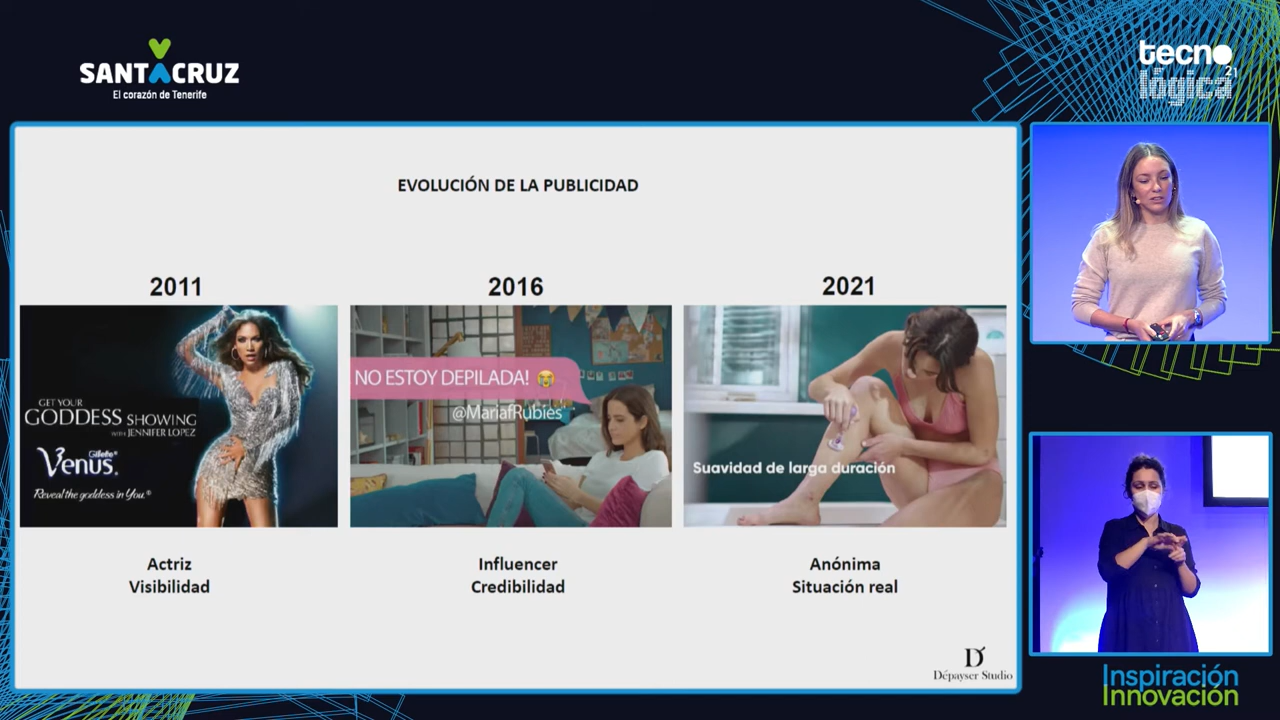 SANTACRUZ
El corazón de Tenerife
tecno
lógica
21
EVOLUCIÓN DE LA PUBLICIDAD
2011
2016
2021
GET YOUR
GODDESS SHOWING
WITH JENNIFER LOPEZ
Gillette
Venus
Reveal the goddess in You.®
NO ESTOY DEPILADA! 😭
@MariafRubies
Suavidad de larga duración
Actriz
Visibilidad
Influencer
Credibilidad
Anónima
Situación real
D
Dépayser Studio
Inspiración
Innovación